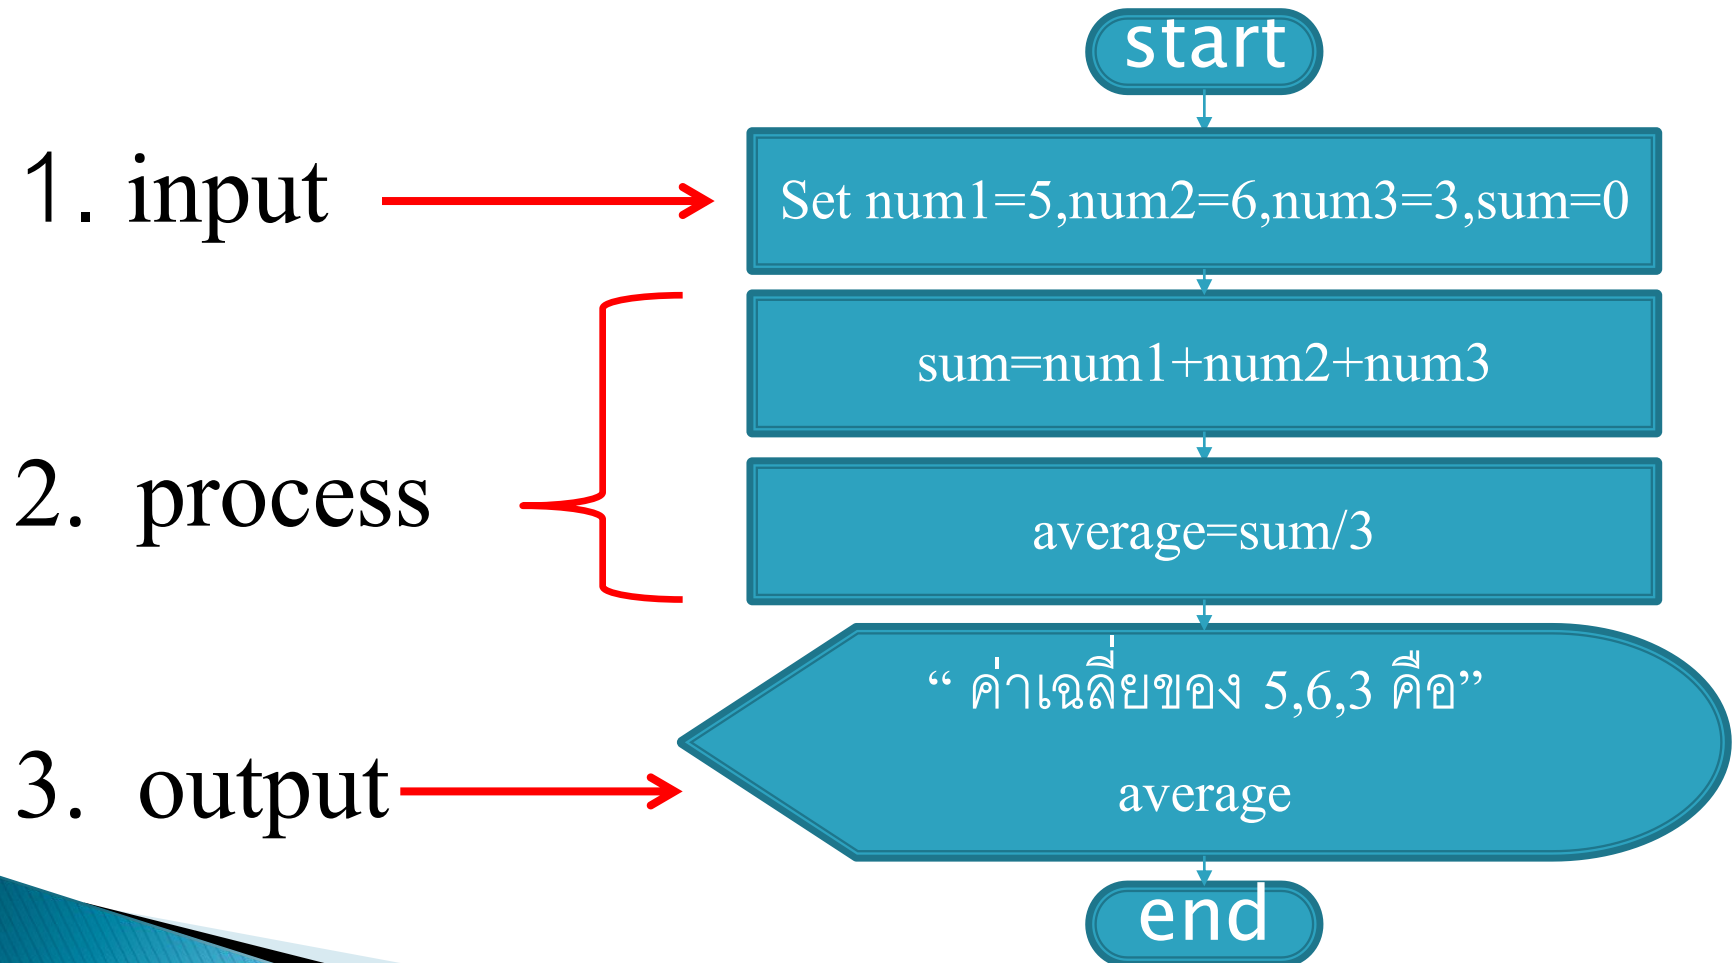 start
1. input
Set num1=5,num2=6,num3=3,sum=0
sum=num1+num2+num3
2. process
average=sum/3
“ ค่าเฉลี่ยของ 5,6,3 คือ”
3. output
average
end